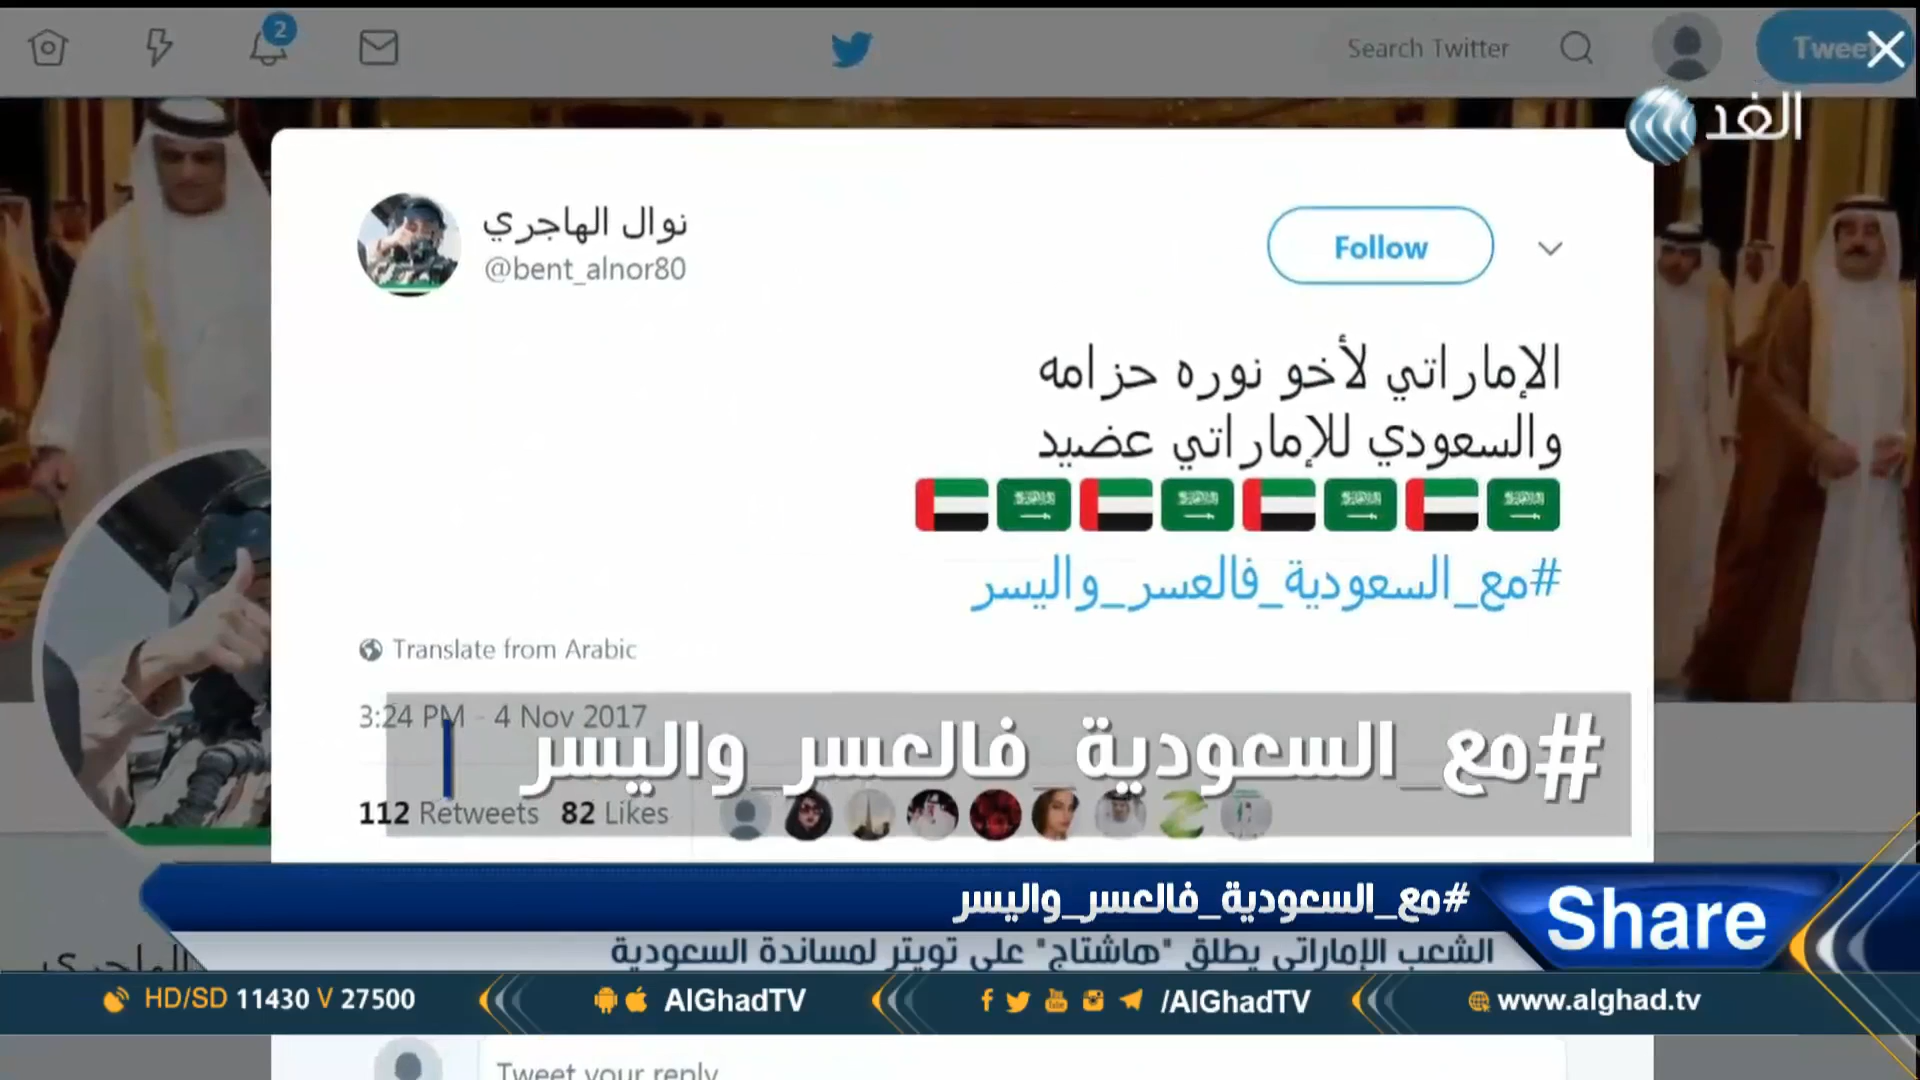 2
Search Twitter
Tweet
الغد
نوال الهاجري
@bent_alnor80
Follow
الإماراتي لأخو نوره حزامه
والسعودي للإماراتي عضيد
#مع_السعودية_فالعسر_واليسر
Translate from Arabic
3:24 PM - 4 Nov 2017
#مع_السعودية_فالعسر_واليسر
112 Retweets 82 Likes
#مع_السعودية_فالعسر_واليسر
Share
الشعب الإماراتي يطلق "هاشتاج" على تويتر لمساندة السعودية
الهاجري
HD/SD 11430 V 27500
AlGhadTV
/AlGhadTV
www.alghad.tv
Tweet your reply